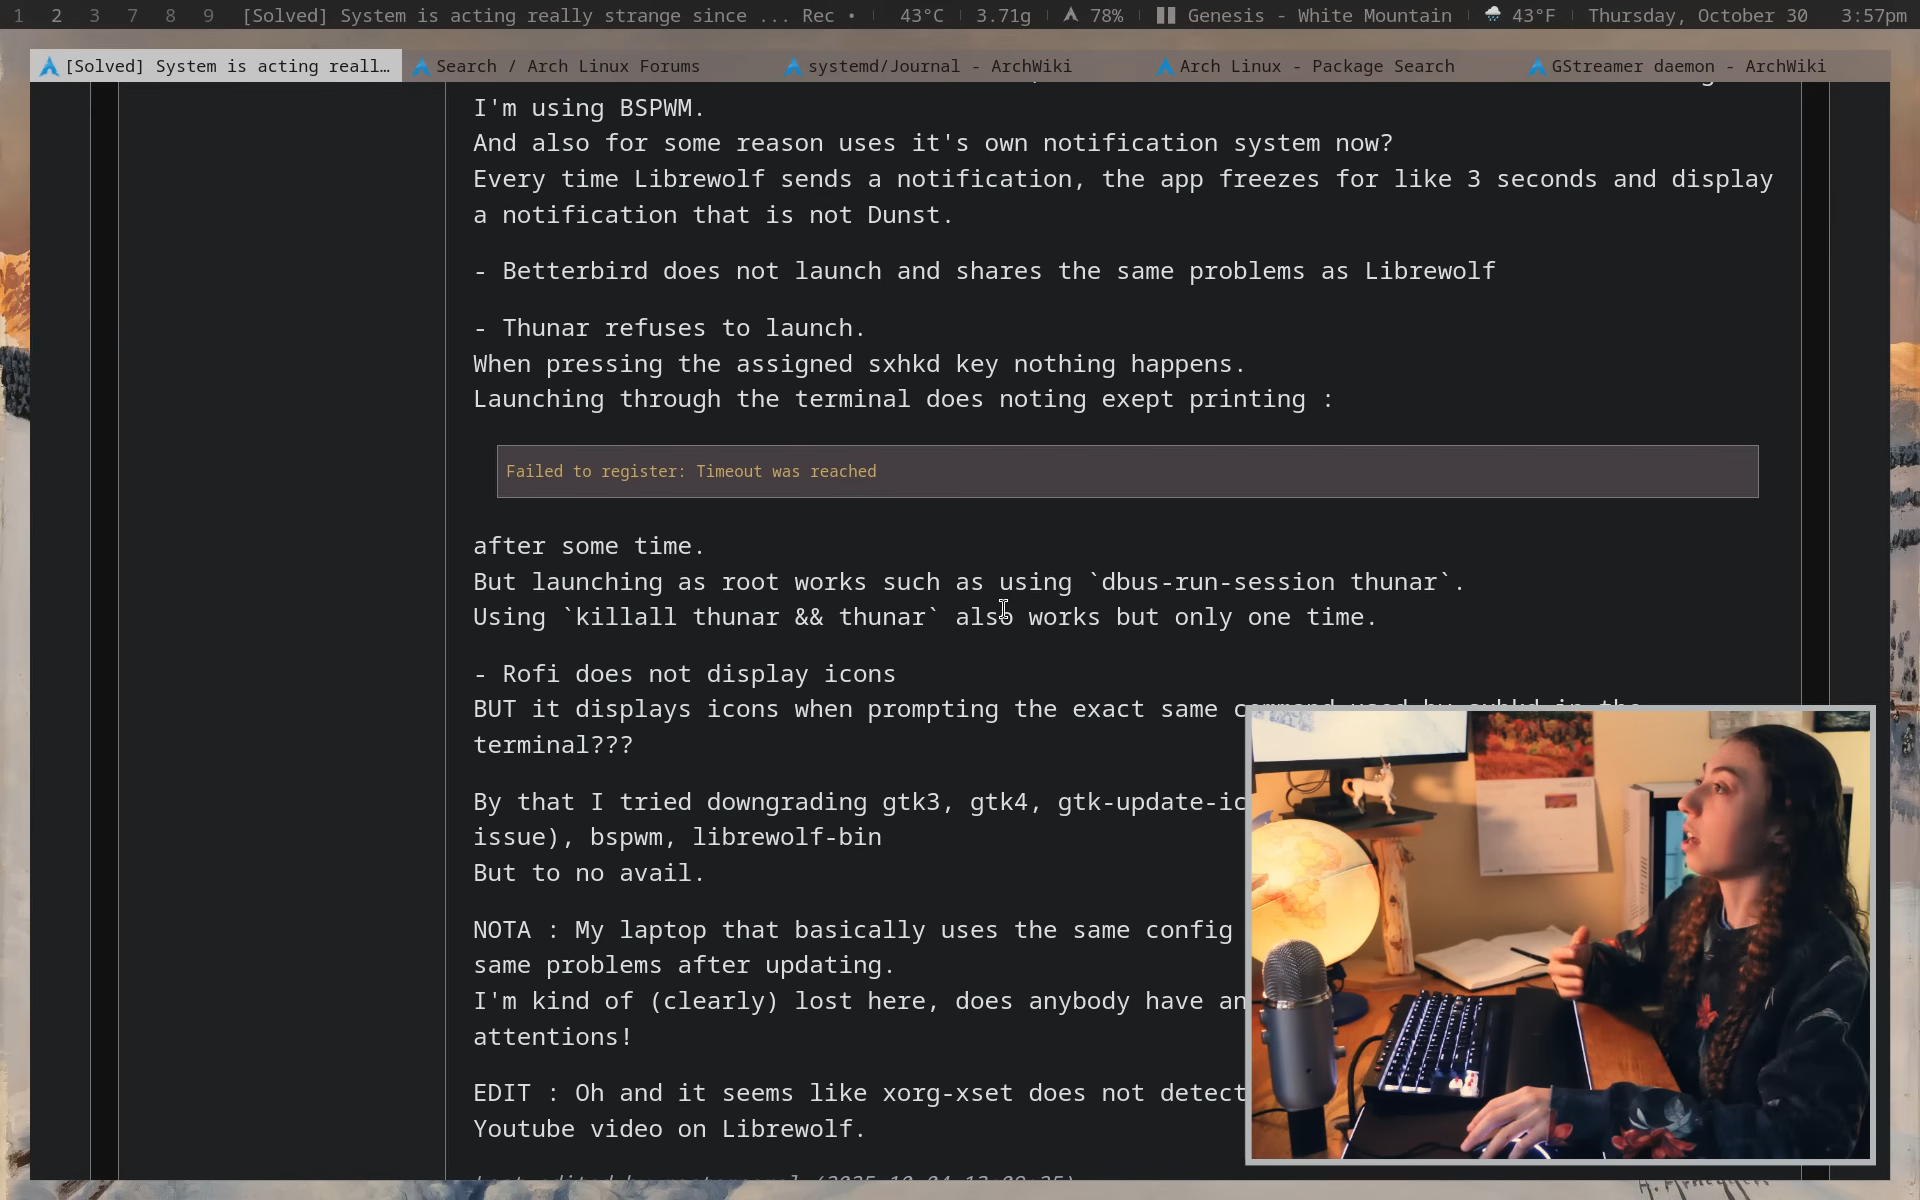 1 2 3 7 8 9 [Solved] System is acting really strange since ... Rec • 43°C 3.71g 78% Genesis - White Mountain 43°F Thursday, October 30 3:57pm
[Solved] System is acting reall… Search / Arch Linux Forums systemd/Journal - ArchWiki Arch Linux - Package Search GStreamer daemon - ArchWiki
I'm using BSPWM.
And also for some reason uses it's own notification system now?
Every time Librewolf sends a notification, the app freezes for like 3 seconds and display
a notification that is not Dunst.
- Betterbird does not launch and shares the same problems as Librewolf
- Thunar refuses to launch.
When pressing the assigned sxhkd key nothing happens.
Launching through the terminal does noting exept printing :
Failed to register: Timeout was reached
after some time.
But launching as root works such as using `dbus-run-session thunar`.
Using `killall thunar && thunar` also works but only one time.
- Rofi does not display icons
BUT it displays icons when prompting the exact same command used by sxhkd in the
terminal???
By that I tried downgrading gtk3, gtk4, gtk-update-ic
issue), bspwm, librewolf-bin
But to no avail.
NOTA : My laptop that basically uses the same config
same problems after updating.
I'm kind of (clearly) lost here, does anybody have an
attentions!
EDIT : Oh and it seems like xorg-xset does not detect
Youtube video on Librewolf.